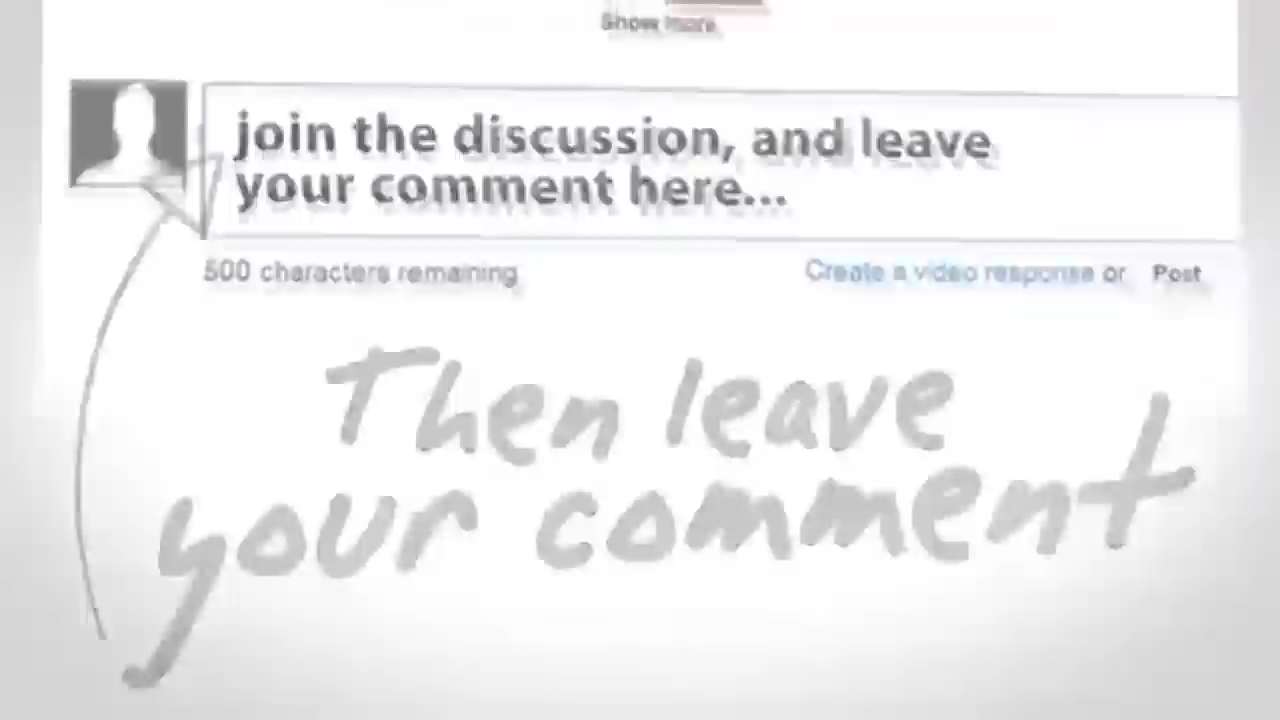 Show more
join the discussion, and leave
your comment here...
500 characters remaining
Create a video response or Post
Then leave
your comment